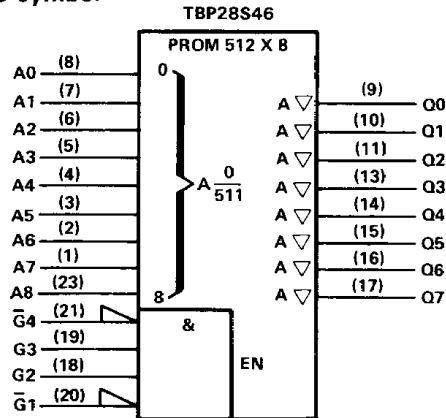 symbol
TBP28S46
PROM 512 X 8
A0 (8) 0
A1 (7)
A2 (6)
A3 (5)
A4 (4)
A5 (3)
A6 (2)
A7 (1)
A8 (23) 8
A 0
511
G̅4 (21)
G3 (19)
G2 (18)
G̅1 (20)
&
EN
A ▽ (9) Q0
A ▽ (10) Q1
A ▽ (11) Q2
A ▽ (13) Q3
A ▽ (14) Q4
A ▽ (15) Q5
A ▽ (16) Q6
A ▽ (17) Q7